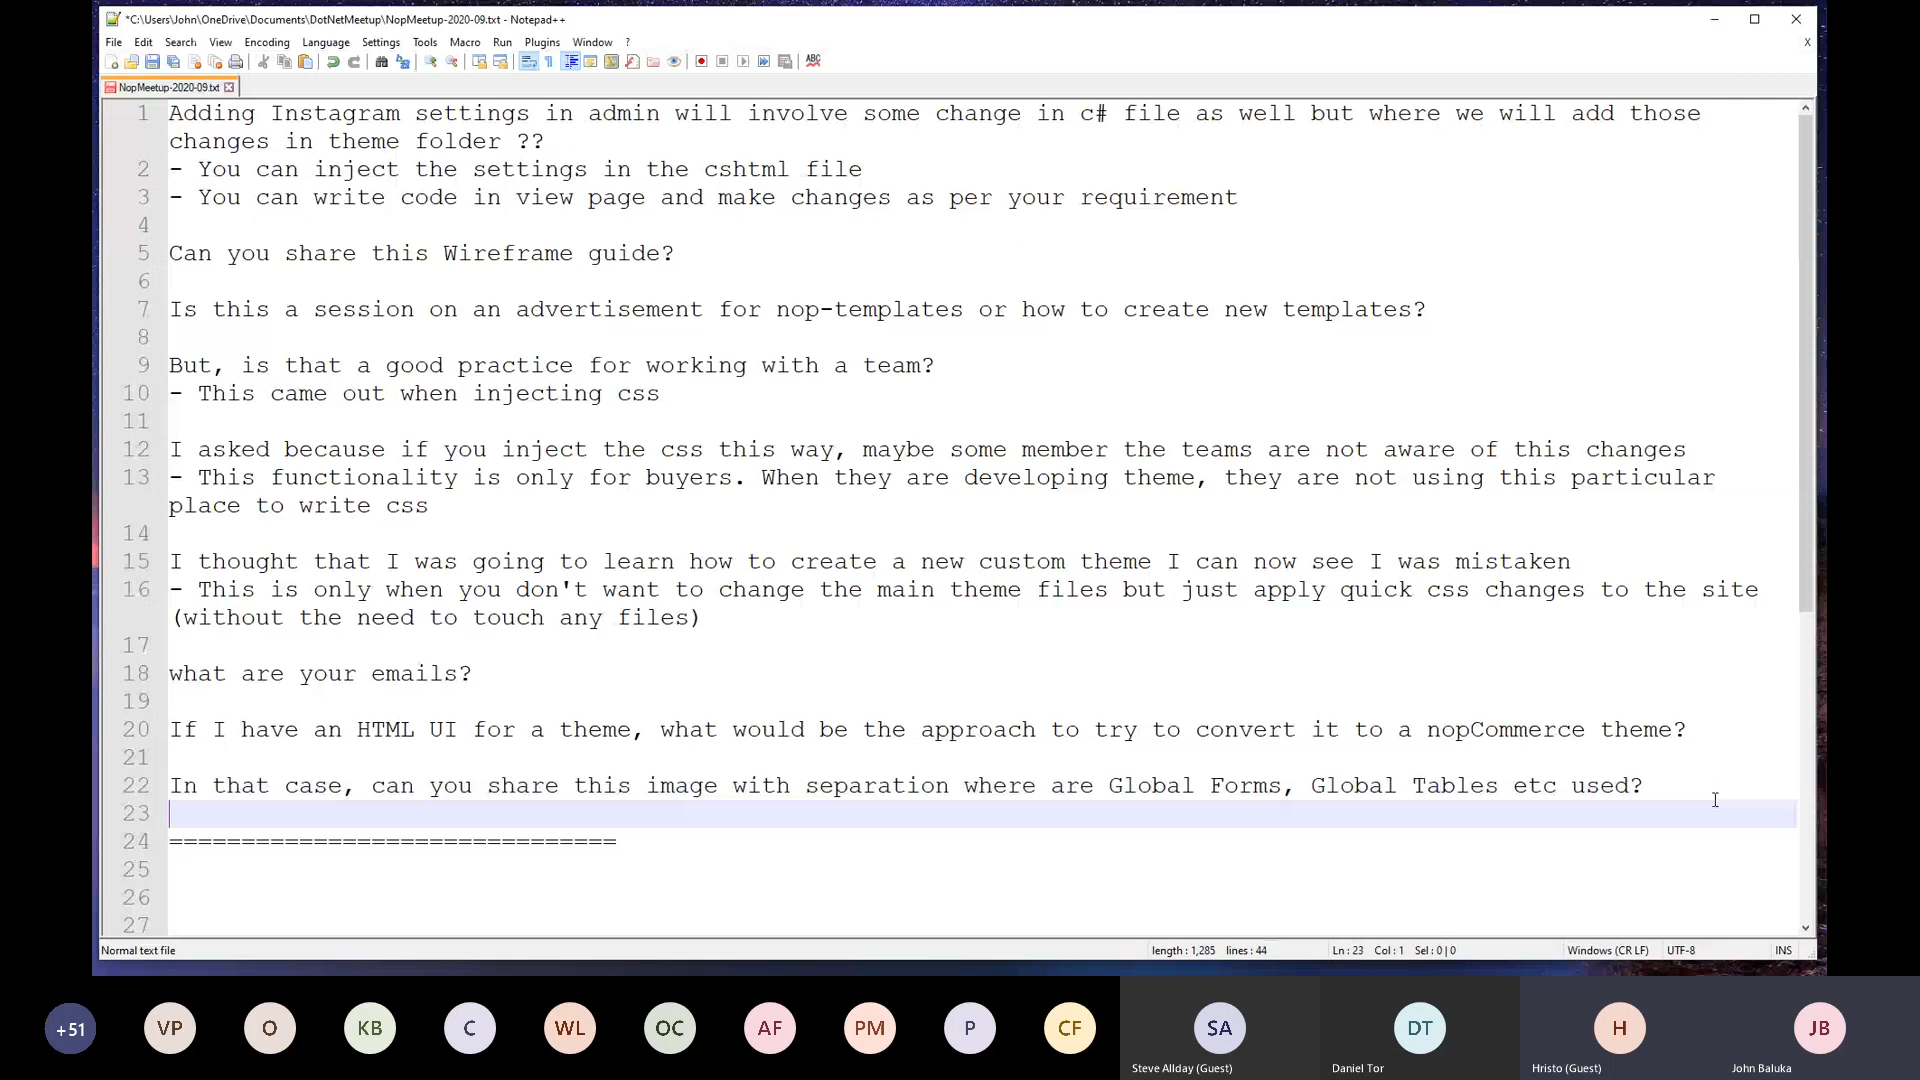 *C:\Users\John\OneDrive\Documents\DotNetMeetup\NopMeetup-2020-09.txt - Notepad++
File Edit Search View Encoding Language Settings Tools Macro Run Plugins Window ? X
ABC
NopMeetup-2020-09.txt
1 Adding Instagram settings in admin will involve some change in c# file as well but where we will add those
changes in theme folder ??
2 - You can inject the settings in the cshtml file
3 - You can write code in view page and make changes as per your requirement
4
5 Can you share this Wireframe guide?
6
7 Is this a session on an advertisement for nop-templates or how to create new templates?
8
9 But, is that a good practice for working with a team?
10 - This came out when injecting css
11
12 I asked because if you inject the css this way, maybe some member the teams are not aware of this changes
13 - This functionality is only for buyers. When they are developing theme, they are not using this particular
place to write css
14
15 I thought that I was going to learn how to create a new custom theme I can now see I was mistaken
16 - This is only when you don't want to change the main theme files but just apply quick css changes to the site
(without the need to touch any files)
17
18 what are your emails?
19
20 If I have an HTML UI for a theme, what would be the approach to try to convert it to a nopCommerce theme?
21
22 In that case, can you share this image with separation where are Global Forms, Global Tables etc used?
23
24 ===============================
25
26
27
Normal text file length : 1,285 lines : 44 Ln : 23 Col : 1 Sel : 0 | 0 Windows (CR LF) UTF-8 INS
+51 VP O KB C WL OC AF PM P CF SA DT H JB
Steve Allday (Guest) Daniel Tor Hristo (Guest) John Baluka